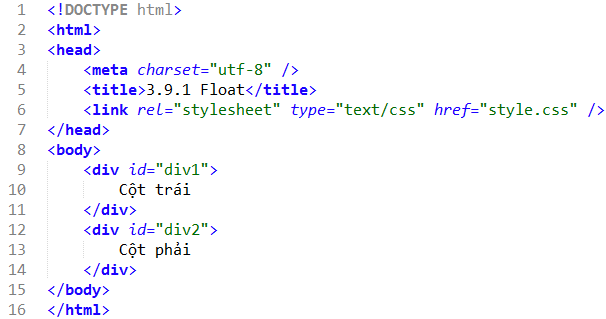 1 <!DOCTYPE html>
2 <html>
3 <head>
4 <meta charset="utf-8" />
5 <title>3.9.1 Float</title>
6 <link rel="stylesheet" type="text/css" href="style.css" />
7 </head>
8 <body>
9 <div id="div1">
10 Cột trái
11 </div>
12 <div id="div2">
13 Cột phải
14 </div>
15 </body>
16 </html>